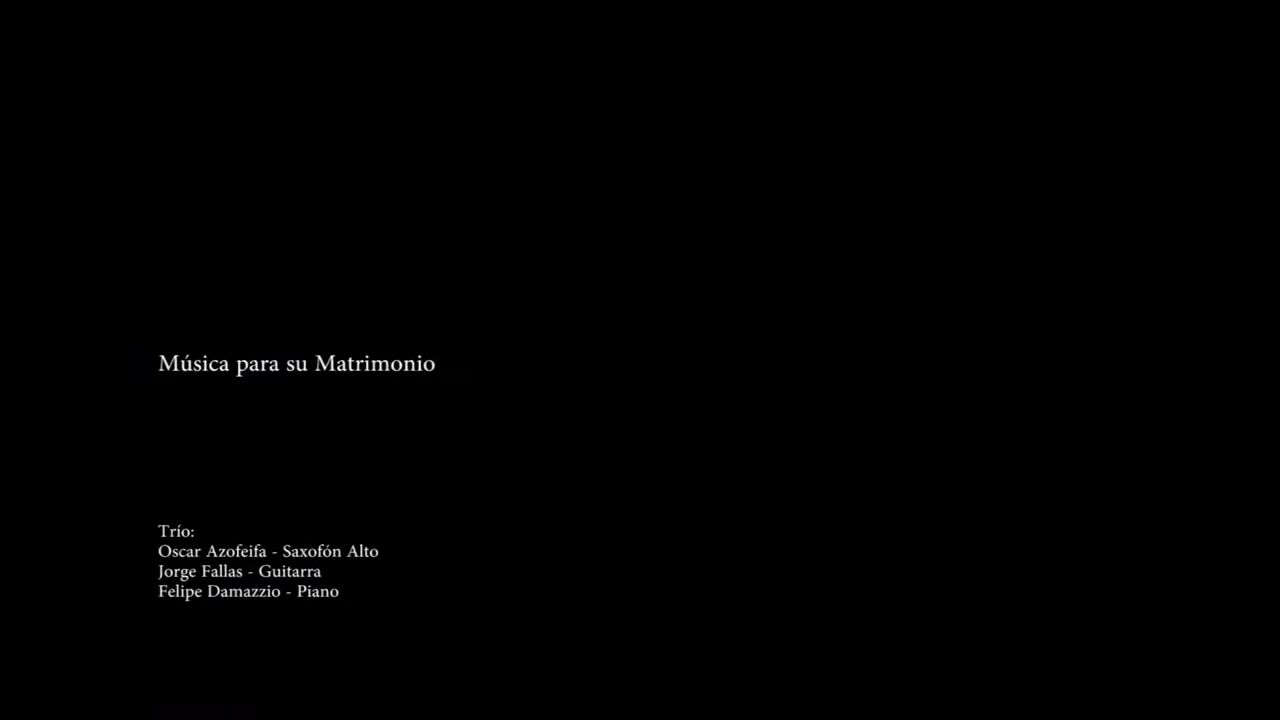 Música para su Matrimonio
Trío:
Oscar Azofeifa - Saxofón Alto
Jorge Fallas - Guitarra
Felipe Damazzio - Piano